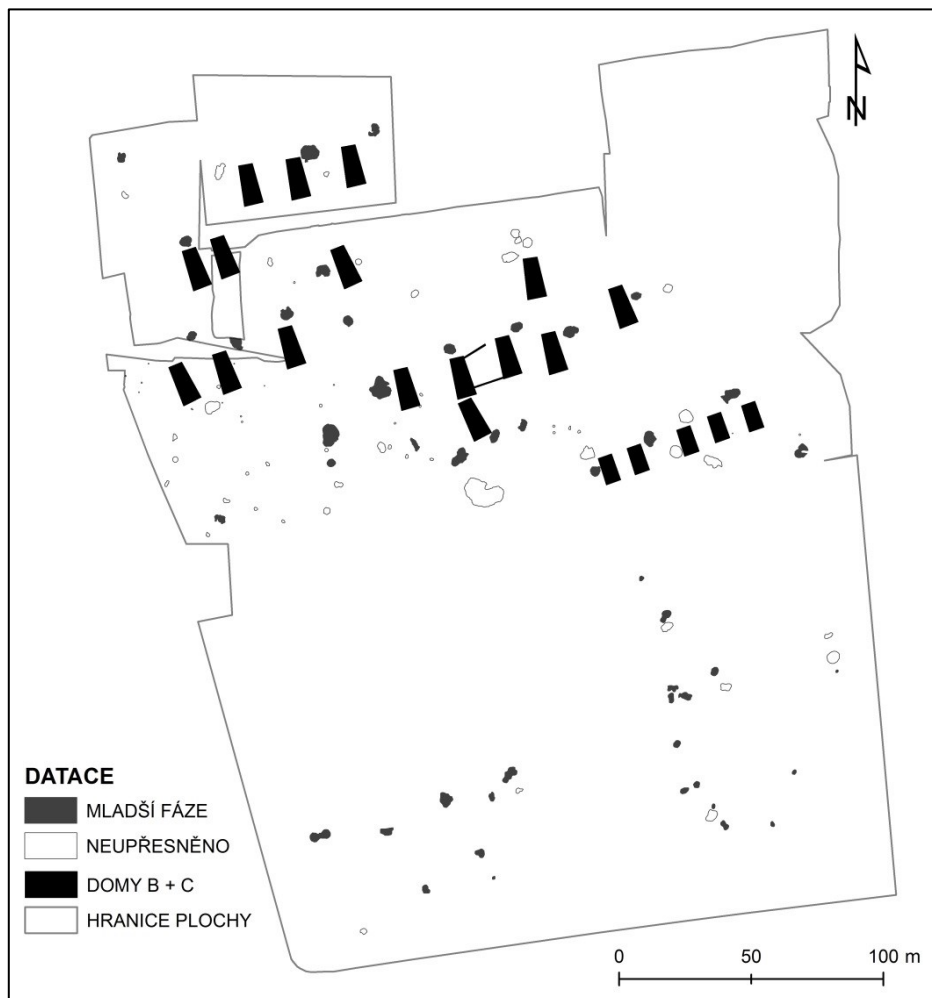 N
DATACE
MLADŠÍ FÁZE
NEUPŘESNĚNO
DOMY B + C
HRANICE PLOCHY
0 50 100 m